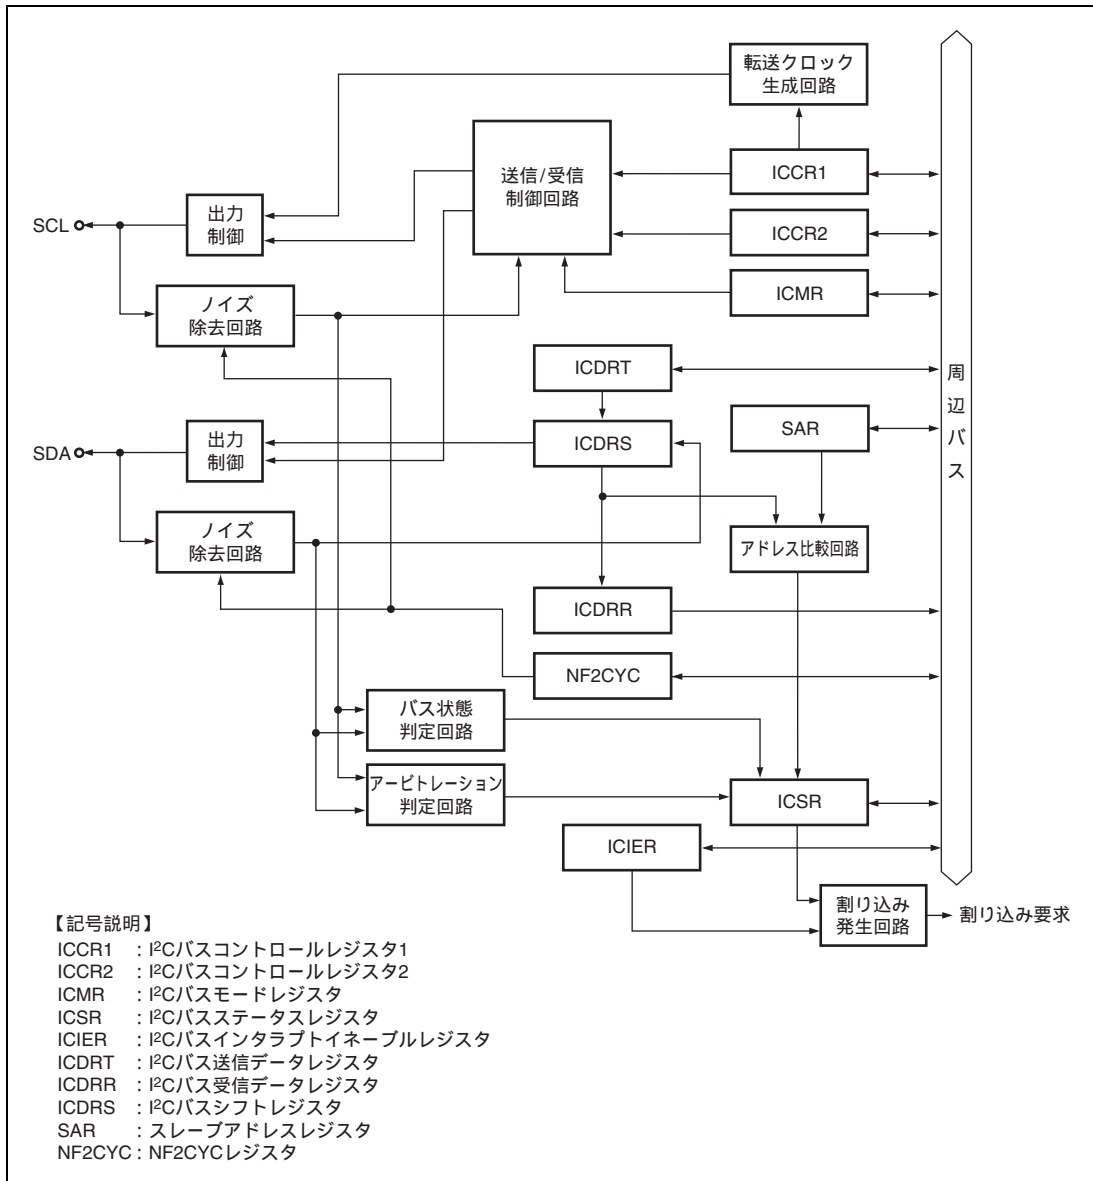 転送クロック
生成回路
送信/受信
制御回路
ICCR1
SCL
出力
制御
ICCR2
ICMR
ノイズ
除去回路
ICDRT
周辺バス
SDA
出力
制御
ICDRS
SAR
ノイズ
除去回路
アドレス比較回路
ICDRR
NF2CYC
バス状態
判定回路
アービトレーション
判定回路
ICSR
ICIER
割り込み
発生回路
割り込み要求
【記号説明】
ICCR1 : I²Cバスコントロールレジスタ1
ICCR2 : I²Cバスコントロールレジスタ2
ICMR : I²Cバスモードレジスタ
ICSR : I²Cバスステータスレジスタ
ICIER : I²Cバスインタラプトイネーブルレジスタ
ICDRT : I²Cバス送信データレジスタ
ICDRR : I²Cバス受信データレジスタ
ICDRS : I²Cバスシフトレジスタ
SAR : スレーブアドレスレジスタ
NF2CYC : NF2CYCレジスタ